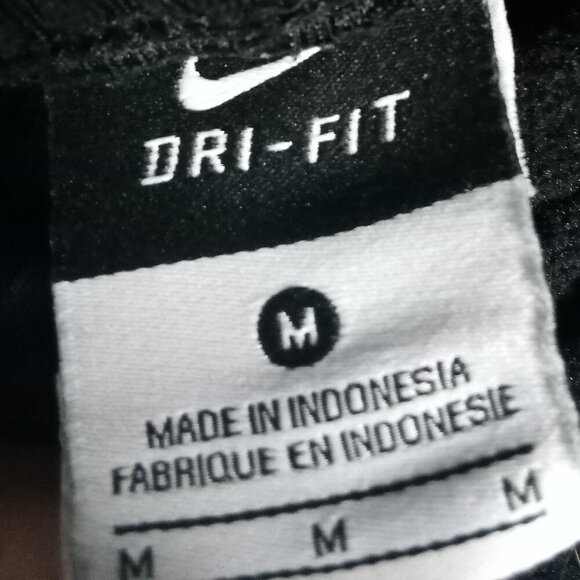 DRI-FIT
M
MADE IN INDONESIA
FABRIQUE EN INDONESIE
M M M